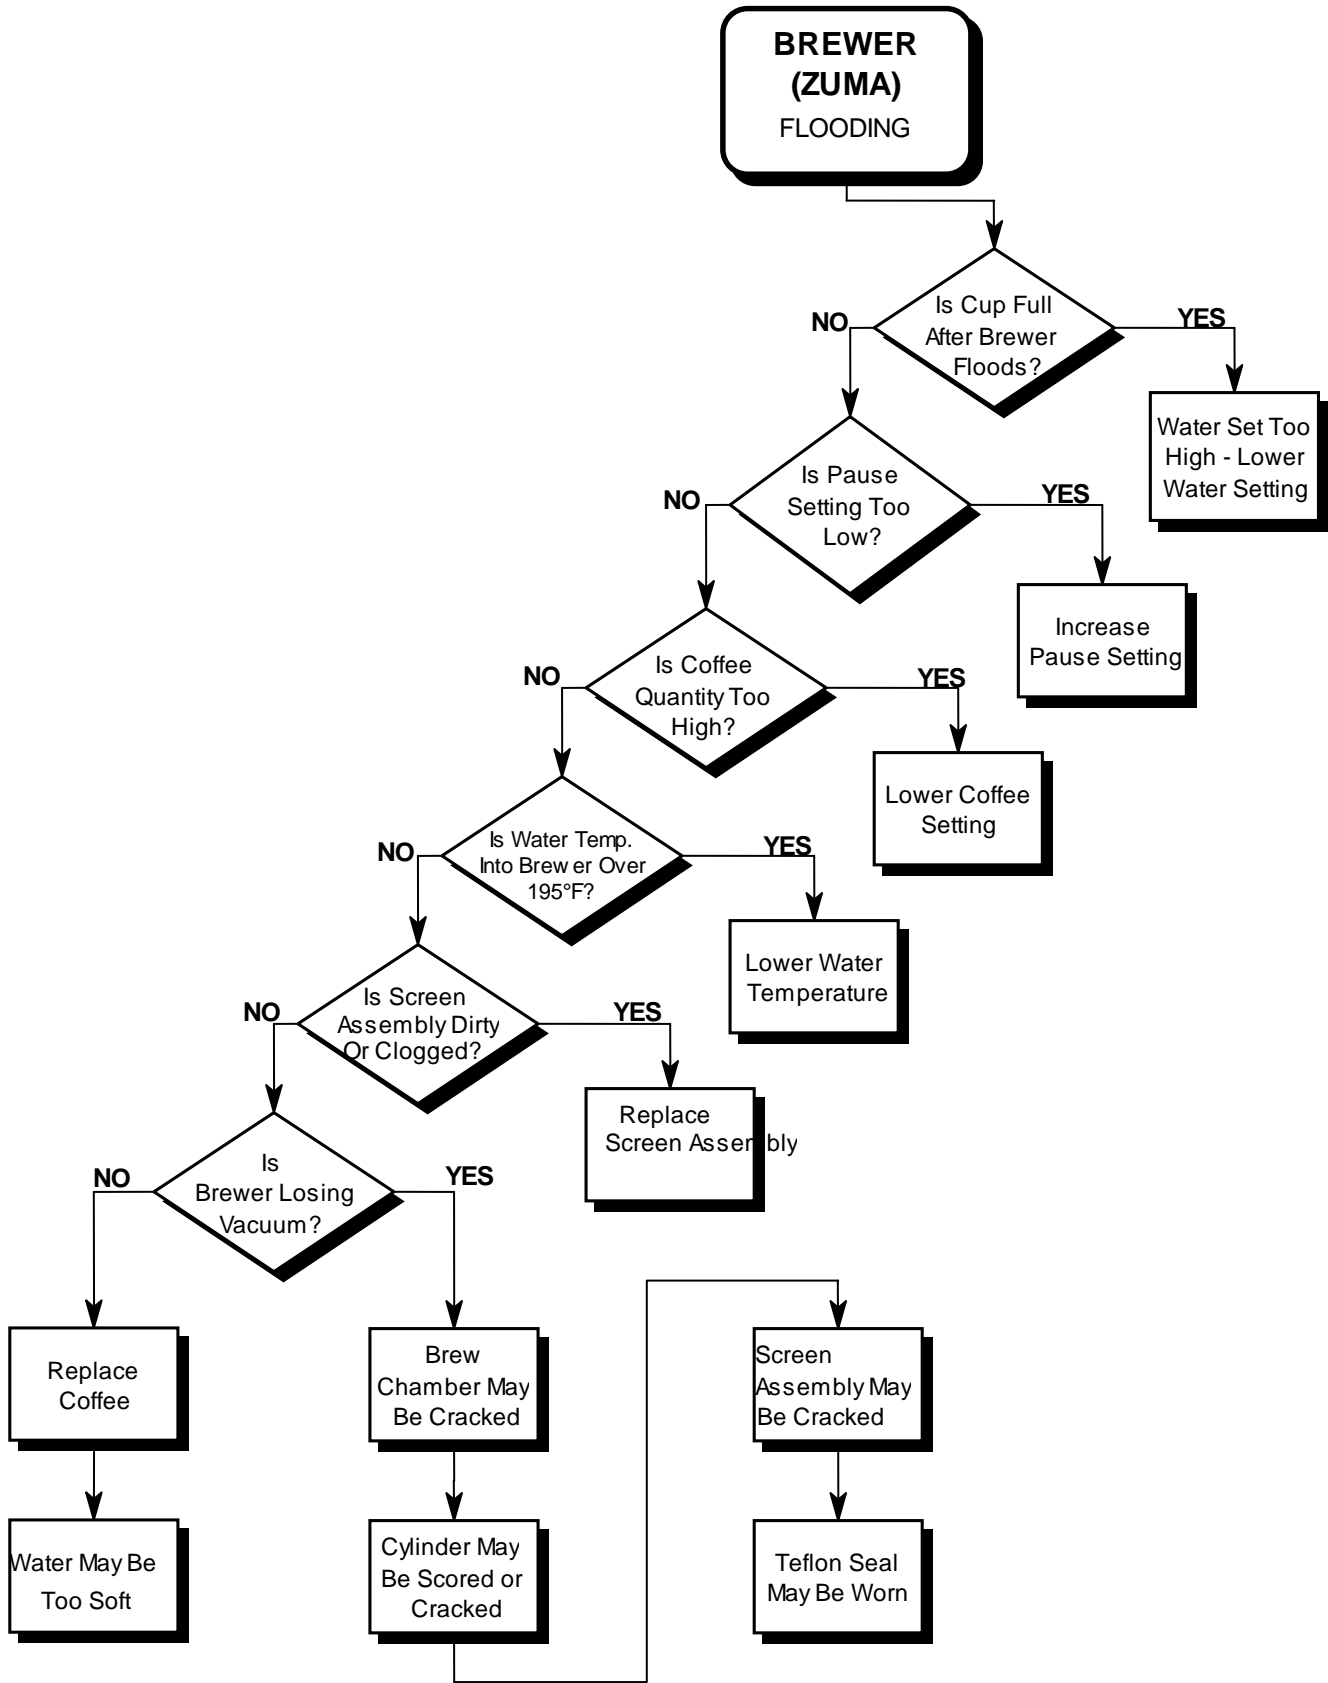 BREWER
(ZUMA)
FLOODING
Is Cup Full
After Brewer
Floods?
NO
YES
Water Set Too
High - Lower
Water Setting
Is Pause
Setting Too
Low?
NO
YES
Increase
Pause Setting
Is Coffee
Quantity Too
High?
NO
YES
Lower Coffee
Setting
Is Water Temp.
Into Brewer Over
195°F?
NO
YES
Lower Water
Temperature
Is Screen
Assembly Dirty
Or Clogged?
NO
YES
Replace
Screen Assembly
Is
Brewer Losing
Vacuum?
NO
YES
Replace
Coffee
Water May Be
Too Soft
Brew
Chamber May
Be Cracked
Cylinder May
Be Scored or
Cracked
Screen
Assembly May
Be Cracked
Teflon Seal
May Be Worn